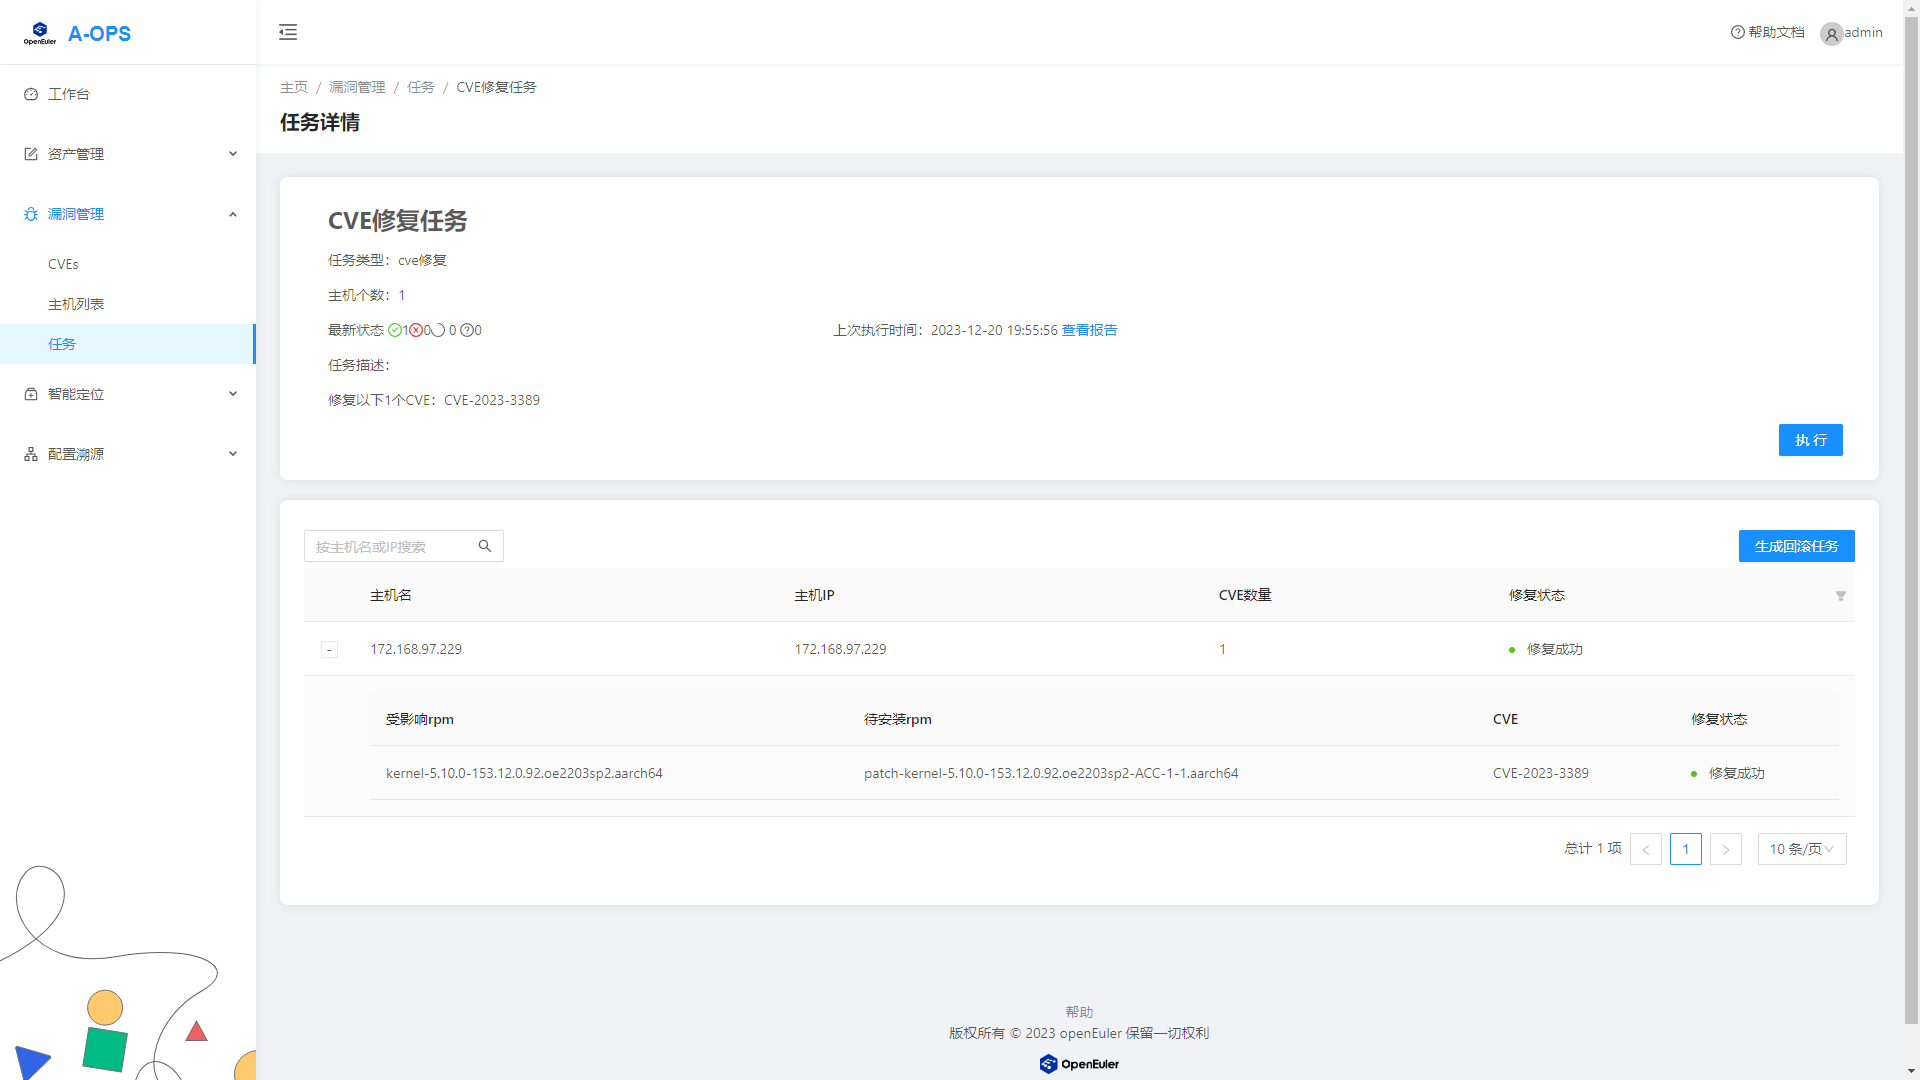 openEuler A-OPS
帮助文档 admin
工作台
资产管理
漏洞管理
CVEs
主机列表
任务
智能定位
配置溯源
主页 / 漏洞管理 / 任务 / CVE修复任务
任务详情
CVE修复任务
任务类型：cve修复
主机个数：1
最新状态 1 0 0 0 上次执行时间：2023-12-20 19:55:56 查看报告
任务描述：
修复以下1个CVE：CVE-2023-3389
执 行
按主机名或IP搜索 生成回滚任务
主机名 主机IP CVE数量 修复状态
- 172.168.97.229 172.168.97.229 1 修复成功
受影响rpm 待安装rpm CVE 修复状态
kernel-5.10.0-153.12.0.92.oe2203sp2.aarch64 patch-kernel-5.10.0-153.12.0.92.oe2203sp2-ACC-1-1.aarch64 CVE-2023-3389 修复成功
总计 1 项 < 1 > 10 条/页
帮助
版权所有 © 2023 openEuler 保留一切权利
OpenEuler